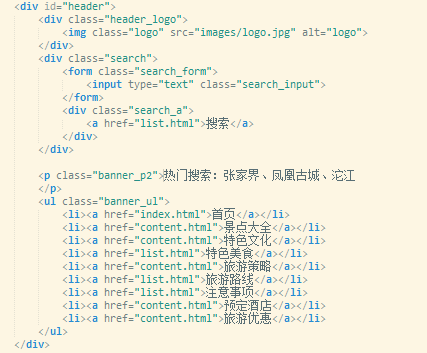 <div id="header">
<div class="header_logo">
<img class="logo" src="images/logo.jpg" alt="logo">
</div>
<div class="search">
<form class="search_form">
<input type="text" class="search_input">
</form>
<div class="search_a">
<a href="list.html">搜索</a>
</div>
</div>
<p class="banner_p2">热门搜索：张家界、凤凰古城、沱江
</p>
<ul class="banner_ul">
<li><a href="index.html">首页</a></li>
<li><a href="content.html">景点大全</a></li>
<li><a href="content.html">特色文化</a></li>
<li><a href="list.html">特色美食</a></li>
<li><a href="content.html">旅游策略</a></li>
<li><a href="list.html">旅游路线</a></li>
<li><a href="list.html">注意事项</a></li>
<li><a href="content.html">预定酒店</a></li>
<li><a href="content.html">旅游优惠</a></li>
</ul>
</div>